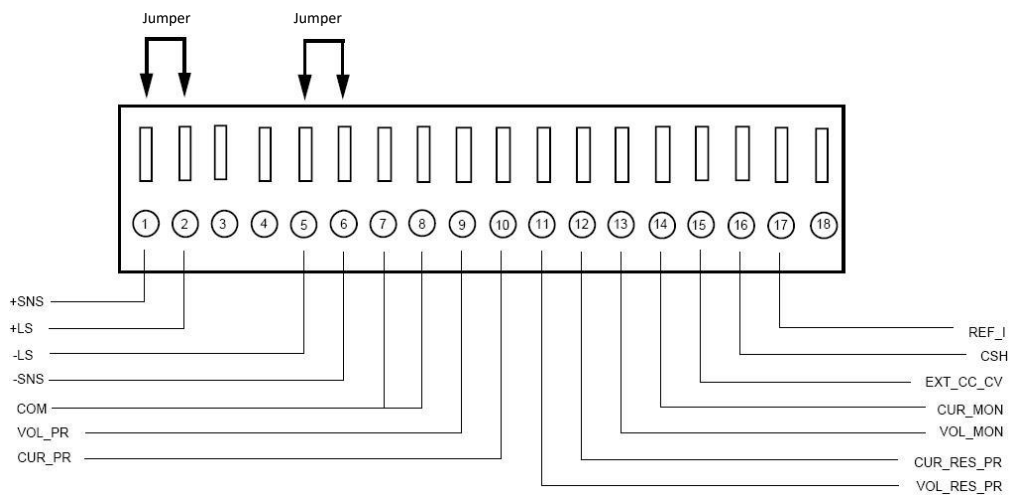 Jumper Jumper
1 2 3 4 5 6 7 8 9 10 11 12 13 14 15 16 17 18
+SNS
+LS
-LS
-SNS
COM
VOL_PR
CUR_PR
REF_I
CSH
EXT_CC_CV
CUR_MON
VOL_MON
CUR_RES_PR
VOL_RES_PR